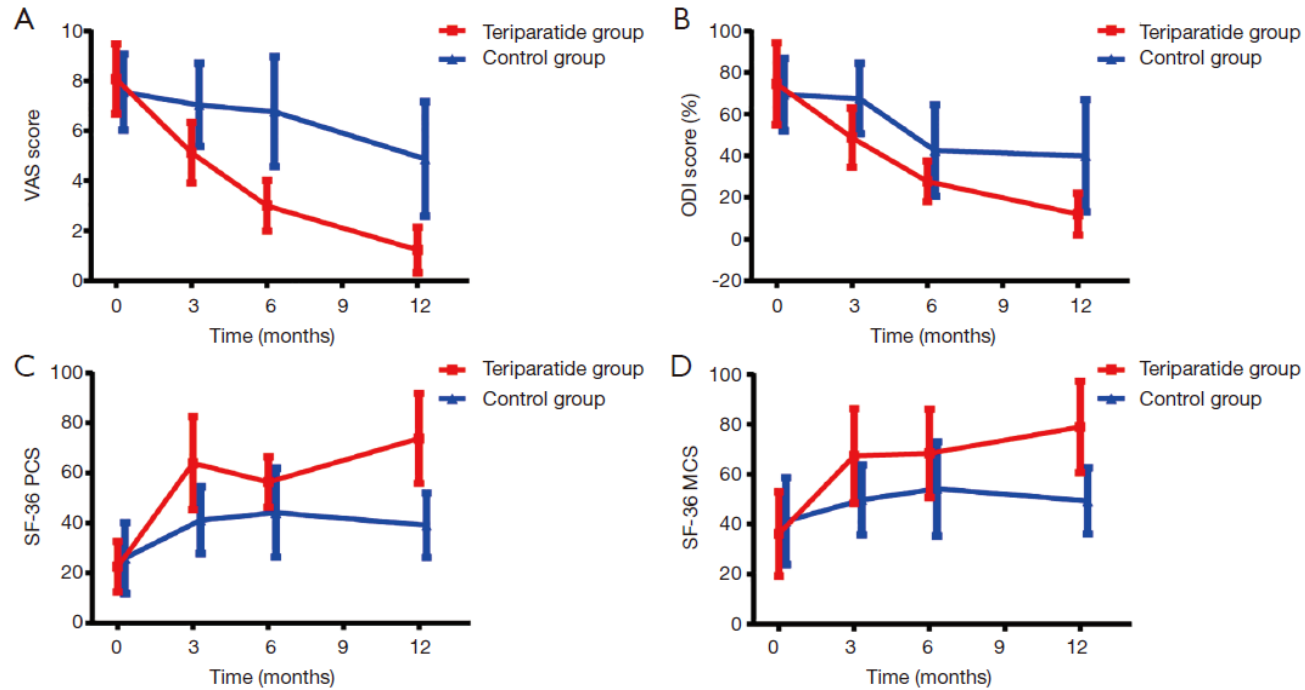 A
Teriparatide group
Control group
VAS score
10
8
6
4
2
0
0 3 6 9 12
Time (months)
B
Teriparatide group
Control group
ODI score (%)
100
80
60
40
20
0
-20
0 3 6 9 12
Time (months)
C
Teriparatide group
Control group
SF-36 PCS
100
80
60
40
20
0
0 3 6 9 12
Time (months)
D
Teriparatide group
Control group
SF-36 MCS
100
80
60
40
20
0
0 3 6 9 12
Time (months)